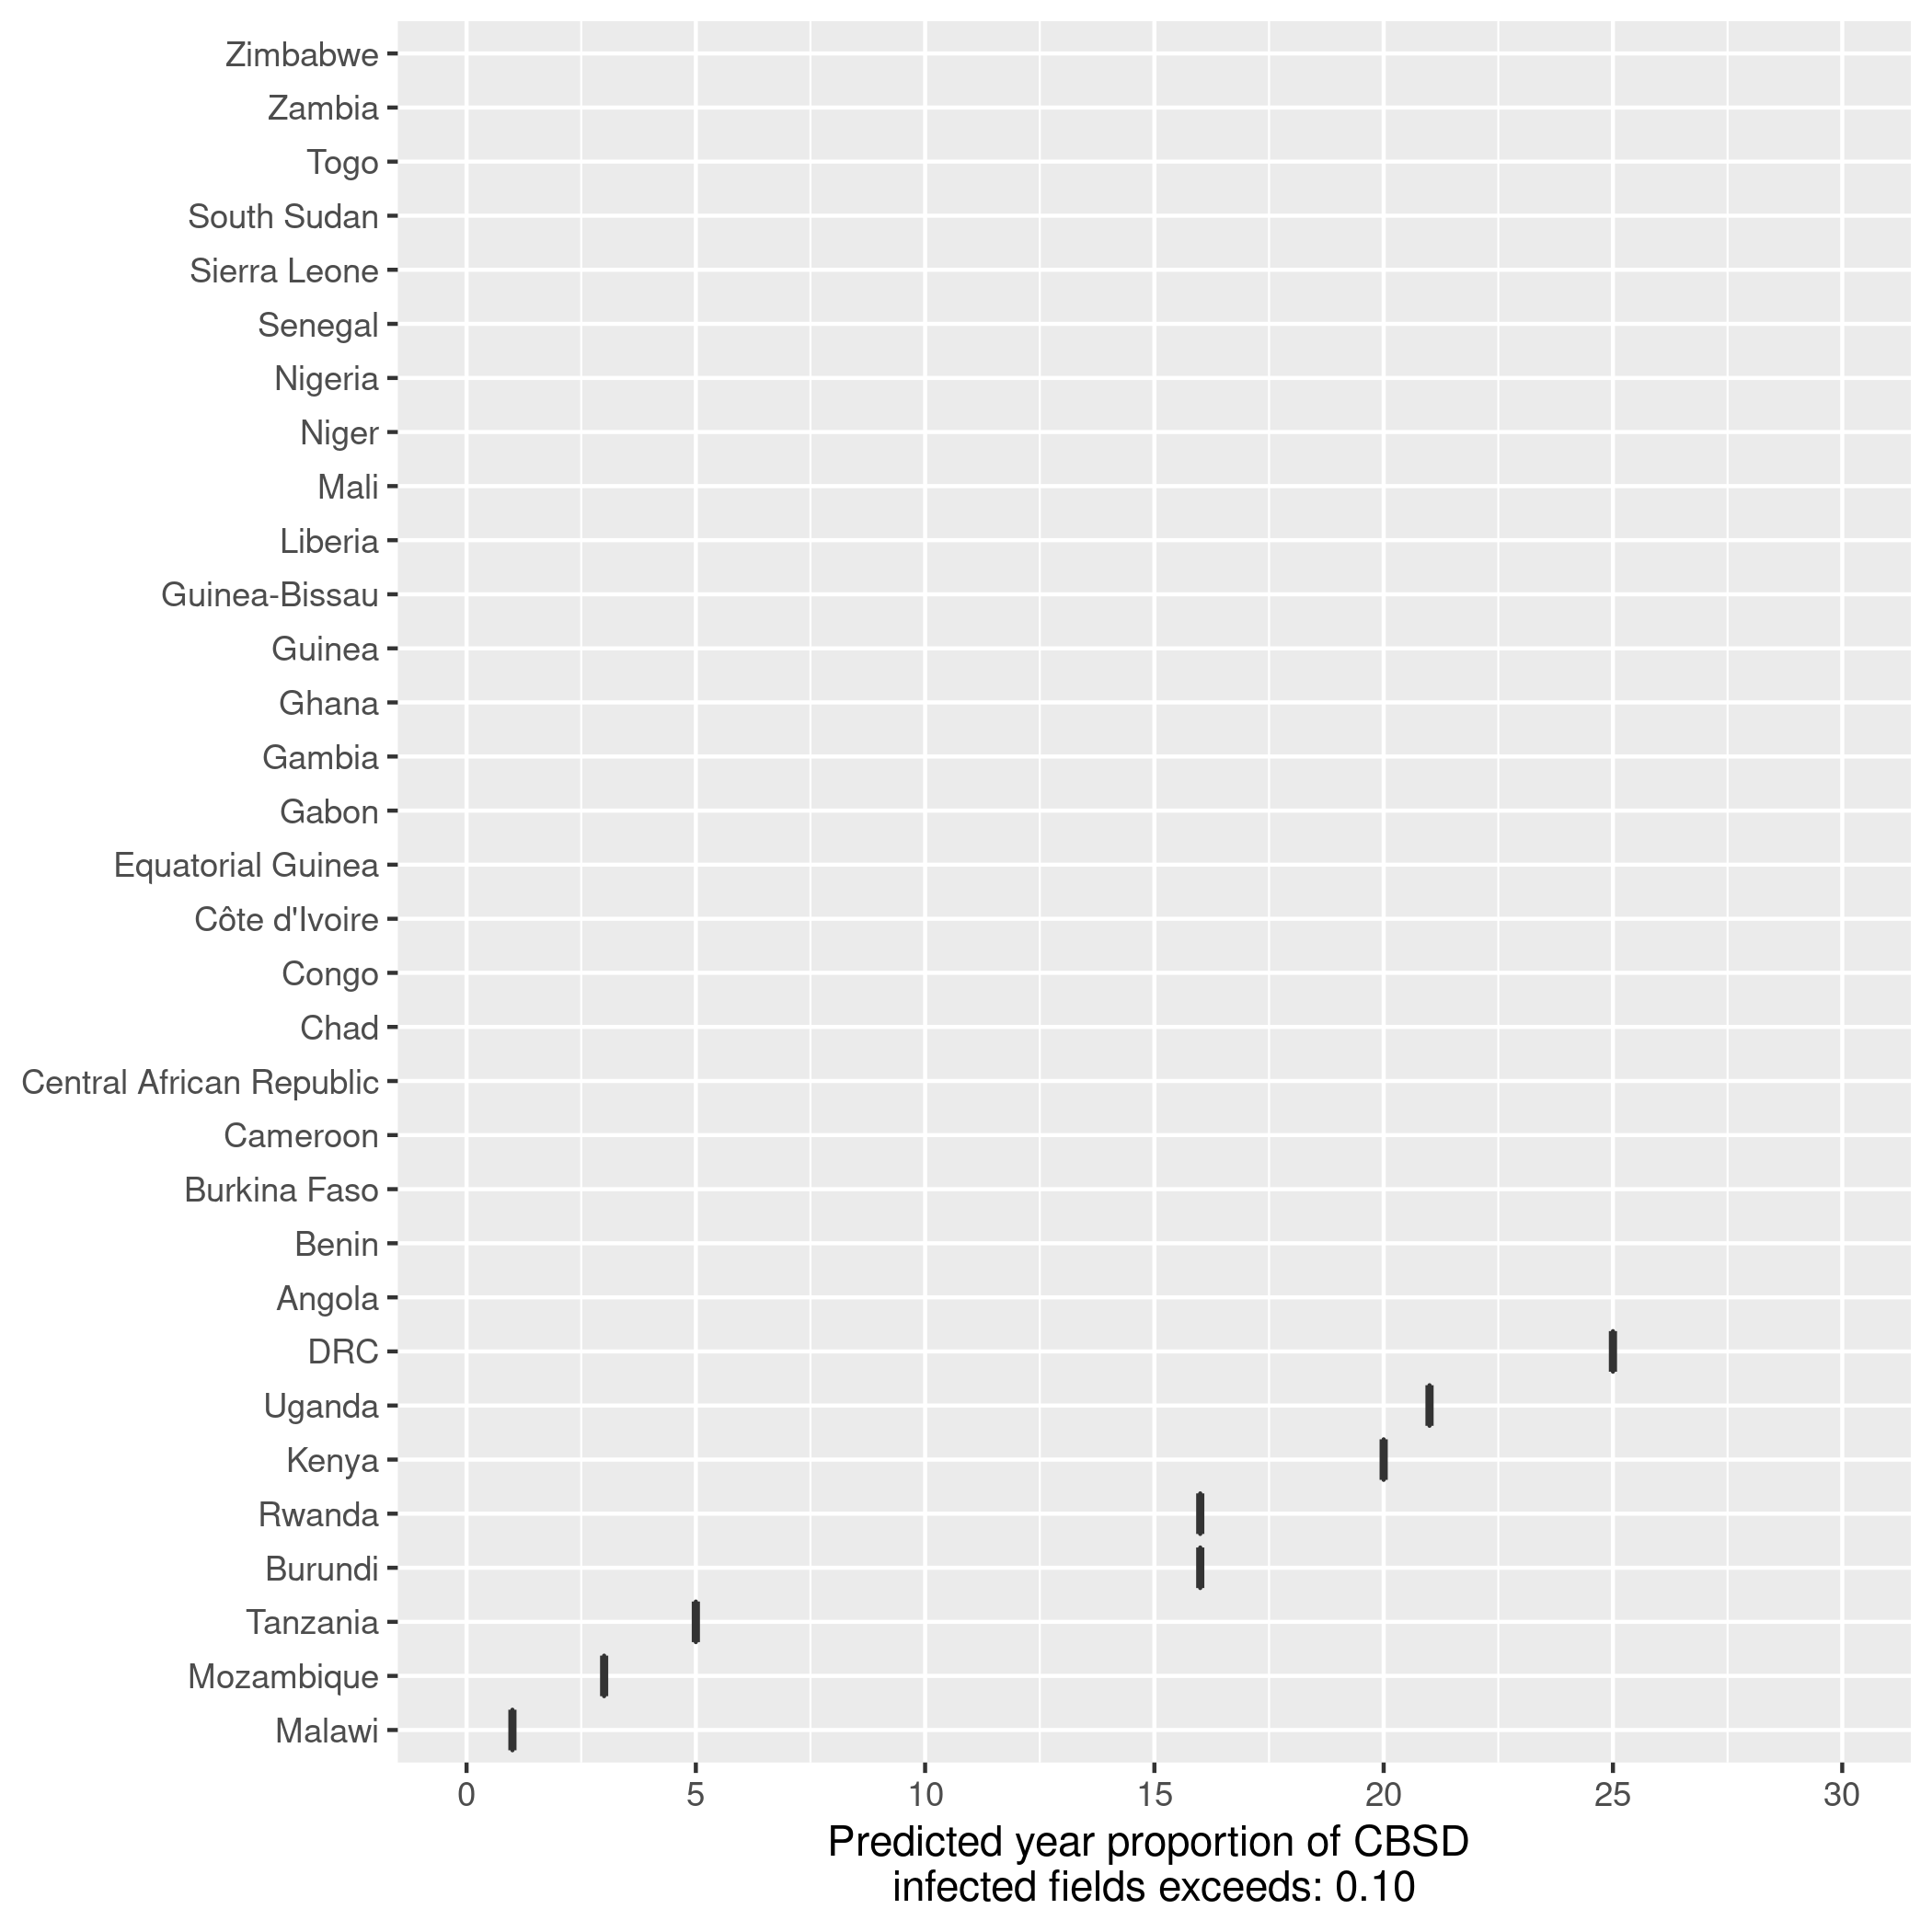 Zimbabwe
Zambia
Togo
South Sudan
Sierra Leone
Senegal
Nigeria
Niger
Mali
Liberia
Guinea-Bissau
Guinea
Ghana
Gambia
Gabon
Equatorial Guinea
Côte d'Ivoire
Congo
Chad
Central African Republic
Cameroon
Burkina Faso
Benin
Angola
DRC
Uganda
Kenya
Rwanda
Burundi
Tanzania
Mozambique
Malawi
0 5 10 15 20 25 30
Predicted year proportion of CBSD
infected fields exceeds: 0.10